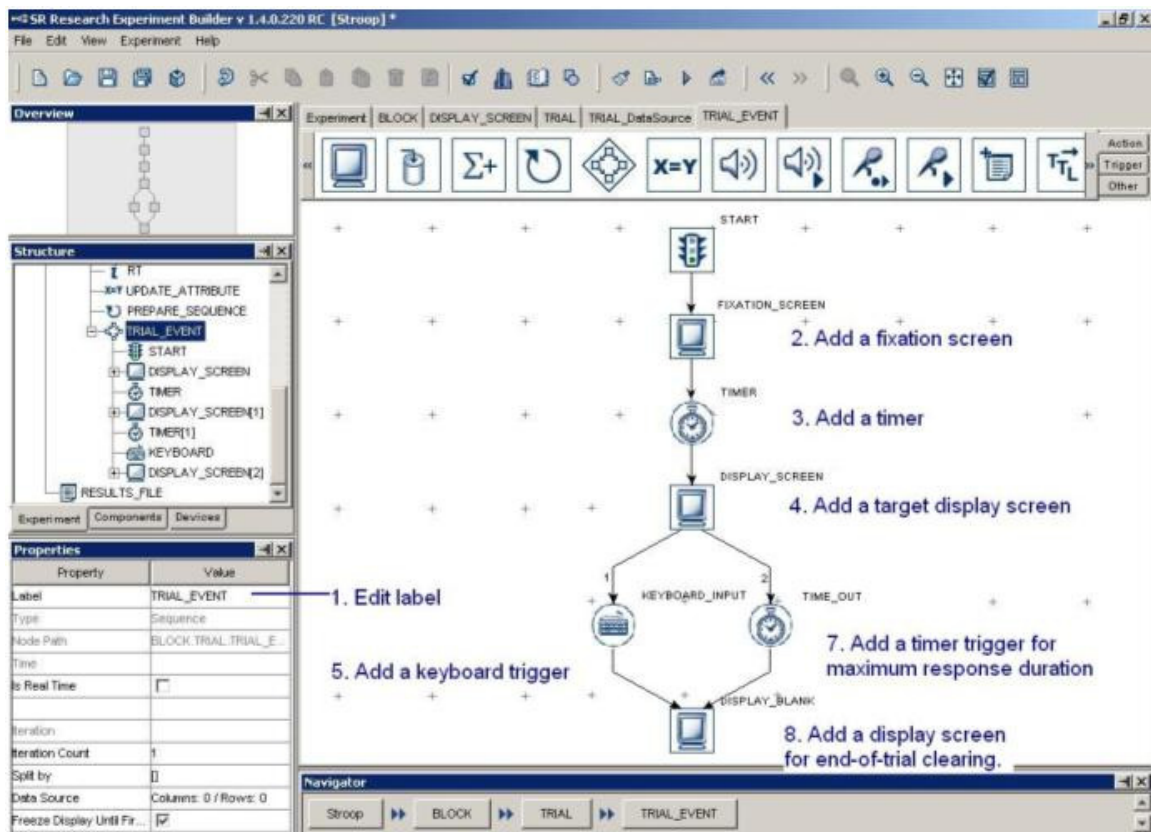 SR Research Experiment Builder v 1.4.0.220 RC [Stroop] *
File Edit View Experiment Help
Overview
Experiment BLOCK DISPLAY_SCREEN TRIAL TRIAL_DataSource TRIAL_EVENT
Σ+ X=Y TTL
Action
Trigger
Other
Structure
RT
X=Y UPDATE_ATTRIBUTE
PREPARE_SEQUENCE
TRIAL_EVENT
START
DISPLAY_SCREEN
TIMER
DISPLAY_SCREEN[1]
TIMER[1]
KEYBOARD
DISPLAY_SCREEN[2]
RESULTS_FILE
Experiment Components Devices
Properties
Property Value
Label TRIAL_EVENT
Type Sequence
Node Path BLOCK.TRIAL.TRIAL_E...
Time
Is Real Time
Iteration
Iteration Count 1
Split by []
Data Source Columns: 0 / Rows: 0
Freeze Display Until Fir...
START
FIXATION_SCREEN
2. Add a fixation screen
TIMER
3. Add a timer
DISPLAY_SCREEN
4. Add a target display screen
1 2
1. Edit label
KEYBOARD_INPUT TIME_OUT
5. Add a keyboard trigger
7. Add a timer trigger for
maximum response duration
DISPLAY_BLANK
8. Add a display screen
for end-of-trial clearing.
Navigator
Stroop BLOCK TRIAL TRIAL_EVENT